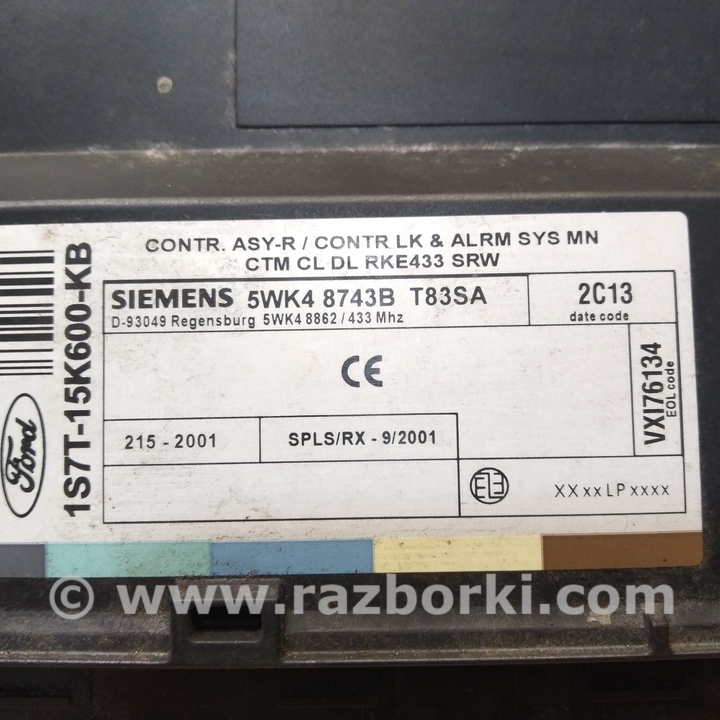 CONTR. ASY-R / CONTR LK & ALRM SYS MN
CTM CL DL RKE433 SRW
SIEMENS 5WK4 8743B T83SA
D-93049 Regensburg 5WK4 8862 / 433 Mhz
2C13
date code
VXI76134
EOL code
215 - 2001
SPLS/RX - 9/2001
XX xx LP xxxx
1S7T-15K600-KB
Ford
© www.razborki.com